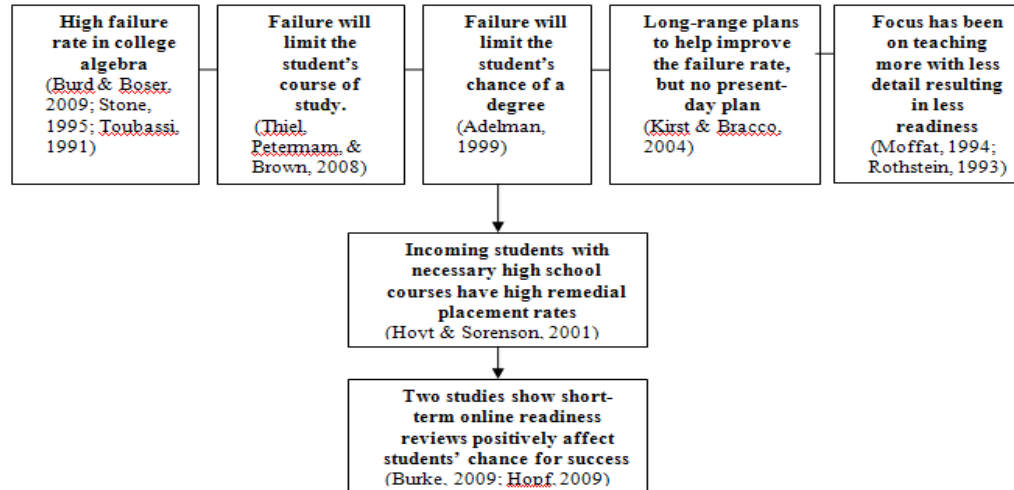 High failure
rate in college
algebra
(Burd & Boser,
2009; Stone,
1995; Toubassi,
1991)
Failure will
limit the
student's
course of
study.
(Thiel,
Petermam, &
Brown, 2008)
Failure will
limit the
student's
chance of a
degree
(Adelman,
1999)
Long-range plans
to help improve
the failure rate,
but no present-
day plan
(Kirst & Bracco,
2004)
Focus has been
on teaching
more with less
detail resulting
in less
readiness
(Moffat, 1994;
Rothstein, 1993)
Incoming students with
necessary high school
courses have high remedial
placement rates
(Hoyt & Sorenson, 2001)
Two studies show short-
term online readiness
reviews positively affect
students' chance for success
(Burke, 2009; Hopf, 2009)